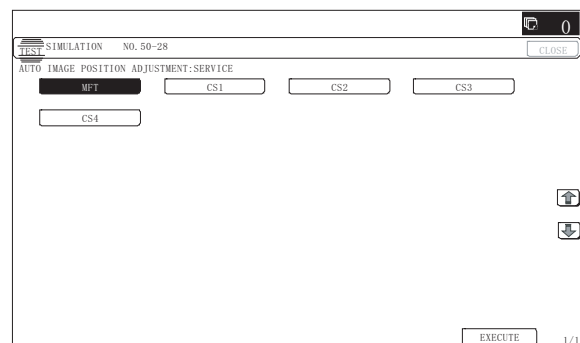 0
TEST SIMULATION NO. 50-28 CLOSE
AUTO IMAGE POSITION ADJUSTMENT:SERVICE
MFT CS1 CS2 CS3
CS4
EXECUTE 1/1